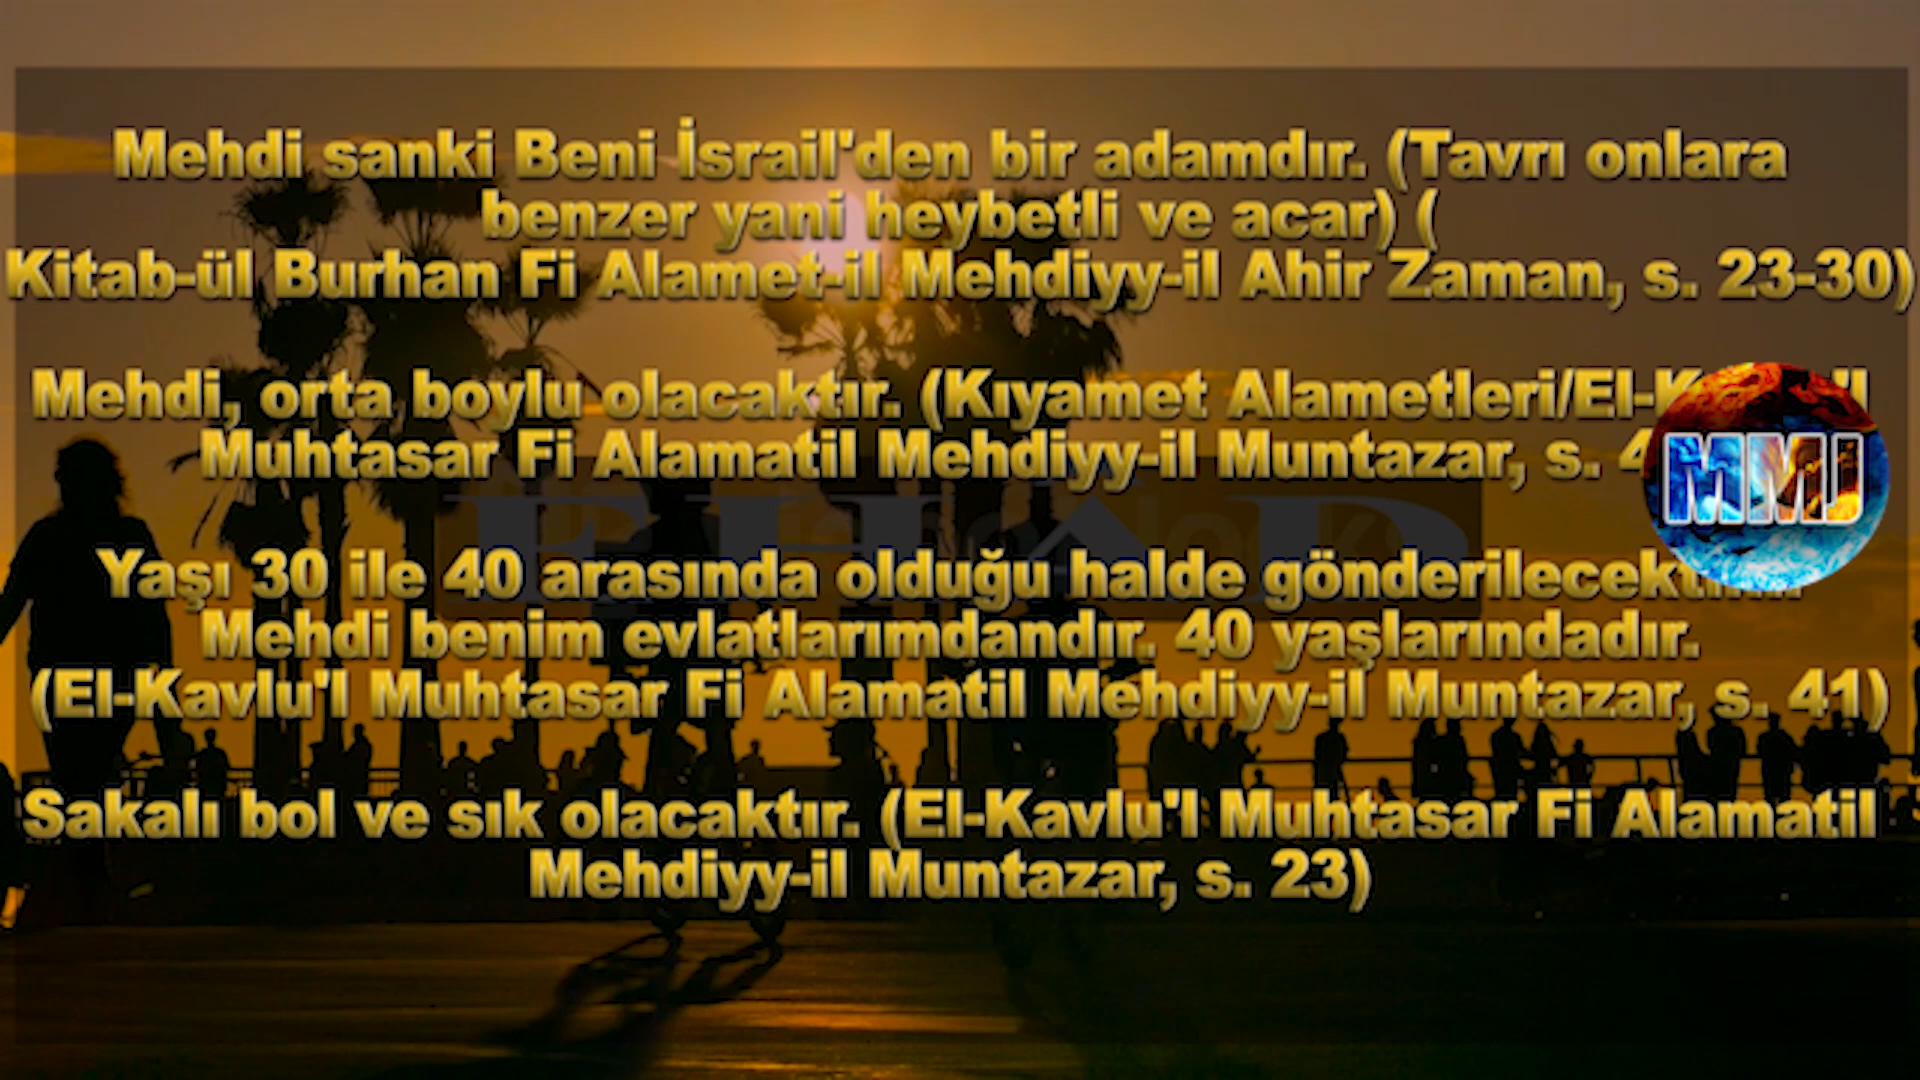 Mehdi sanki Beni İsrail'den bir adamdır. (Tavrı onlara
benzer yani heybetli ve acar) (
Kitab-ül Burhan Fi Alamet-il Mehdiyy-il Ahir Zaman, s. 23-30)
Mehdi, orta boylu olacaktır. (Kıyamet Alametleri/
Muhtasar Fi Alamatil Mehdiyy-il Muntazar, s.
MMJ
EHAD
Yaşı 30 ile 40 arasında olduğu halde
Mehdi benim evlatlarımdandır. 40 yaşlarındadır.
(El-Kavlu'l Muhtasar Fi Alamatil Mehdiyy-il Muntazar, s. 41)
Sakalı bol ve sık olacaktır. (El-Kavlu'l Muhtasar Fi Alamatil
Mehdiyy-il Muntazar, s. 23)